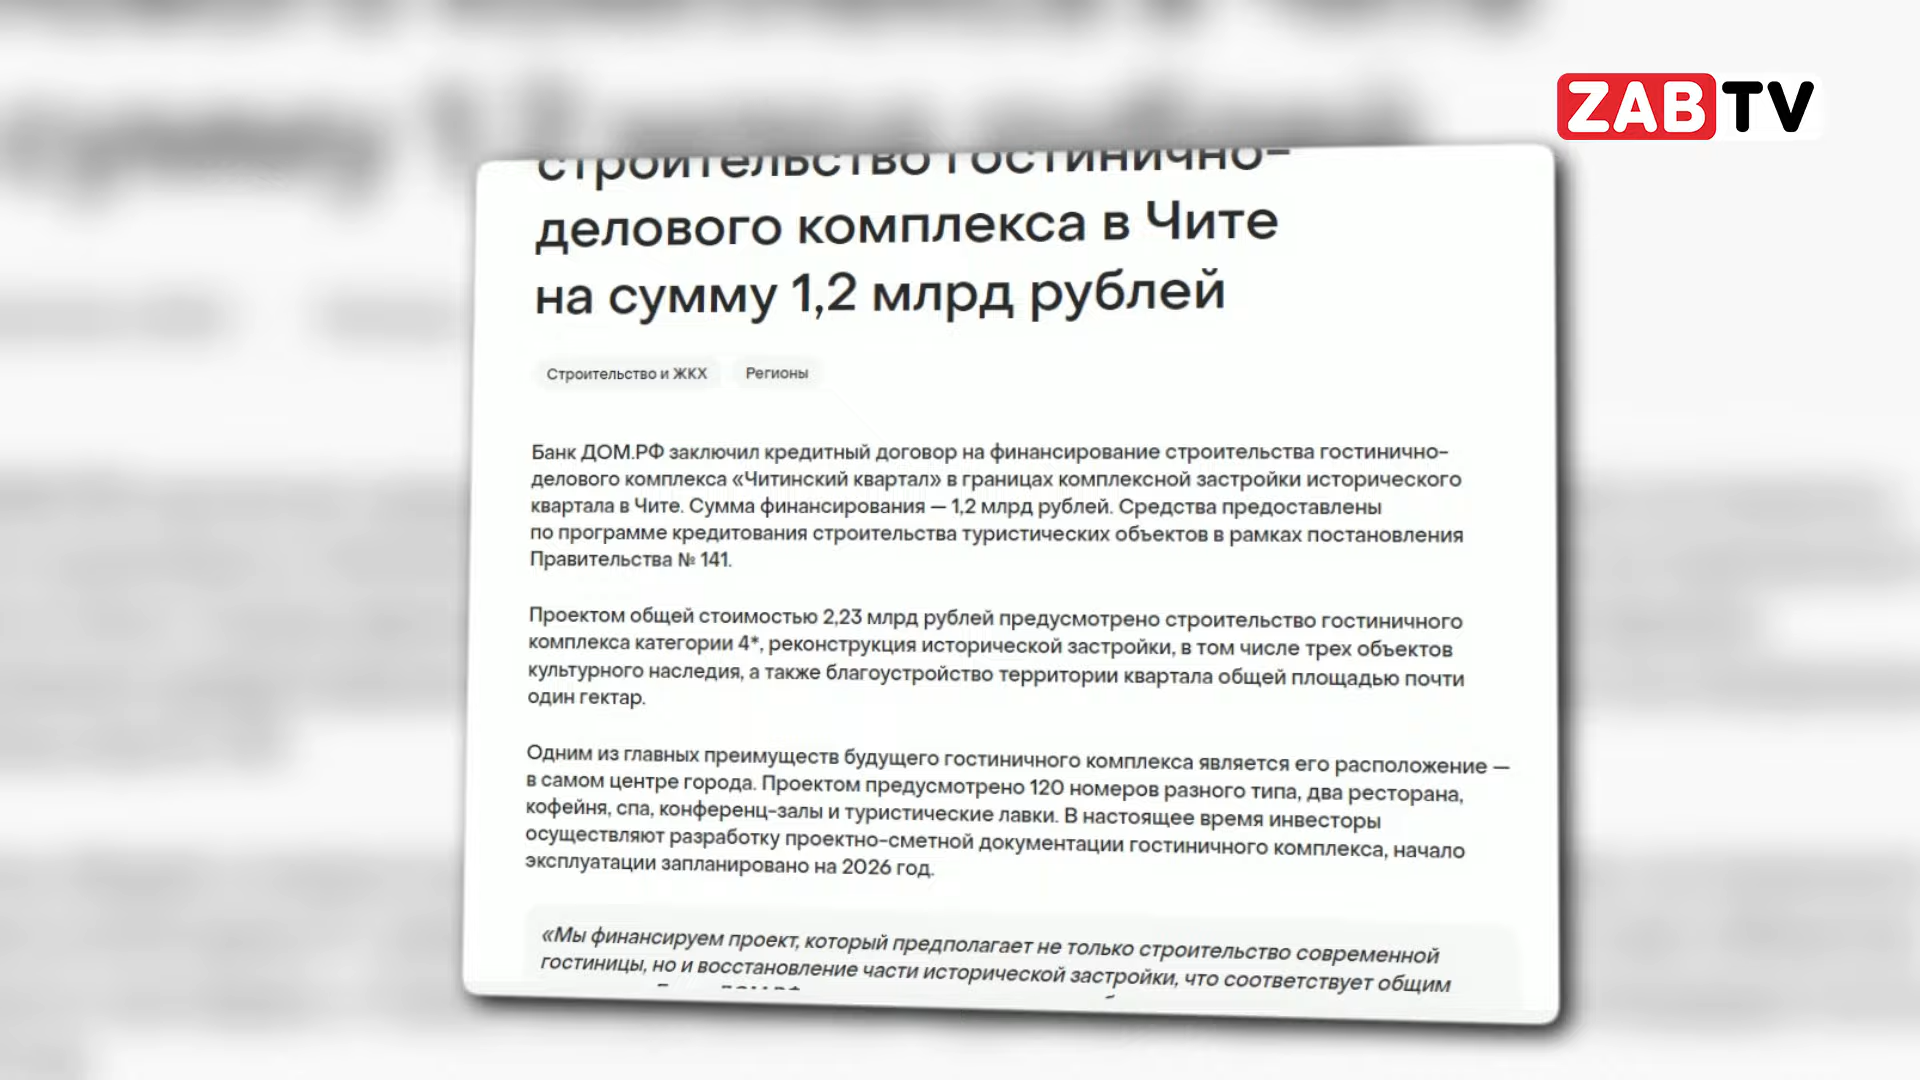 ZABTV
строительство гостинично-
делового комплекса в Чите
на сумму 1,2 млрд рублей
Строительство и ЖКХ Регионы
Банк ДОМ.РФ заключил кредитный договор на финансирование строительства гостинично-
делового комплекса «Читинский квартал» в границах комплексной застройки исторического
квартала в Чите. Сумма финансирования — 1,2 млрд рублей. Средства предоставлены
по программе кредитования строительства туристических объектов в рамках постановления
Правительства № 141.
Проектом общей стоимостью 2,23 млрд рублей предусмотрено строительство гостиничного
комплекса категории 4*, реконструкция исторической застройки, в том числе трех объектов
культурного наследия, а также благоустройство территории квартала общей площадью почти
один гектар.
Одним из главных преимуществ будущего гостиничного комплекса является его расположение —
в самом центре города. Проектом предусмотрено 120 номеров разного типа, два ресторана,
кофейня, спа, конференц-залы и туристические лавки. В настоящее время инвесторы
осуществляют разработку проектно-сметной документации гостиничного комплекса, начало
эксплуатации запланировано на 2026 год.
«Мы финансируем проект, который предполагает не только строительство современной
гостиницы, но и восстановление части исторической застройки, что соответствует общим